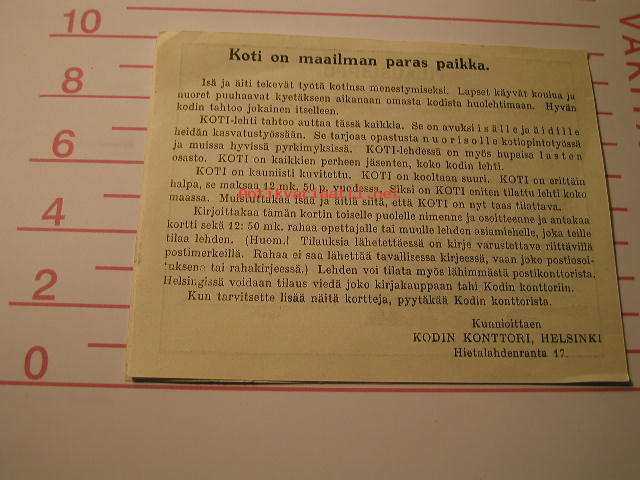 Koti on maailman paras paikka.
Isä ja äiti tekevät työtä kotinsa menestymiseksi. Lapset käyvät koulua ja
nuoret puuhaavat kyetäkseen aikanaan omasta kodista huolehtimaan. Hyvän
kodin tahtoo jokainen itselleen.
KOTI-lehti tahtoo auttaa tässä kaikkia. Se on avuksi isälle ja äidille
heidän kasvatustyössään. Se tarjoaa opastusta nuorisolle kotiopintotyössä
ja muissa hyvissä pyrkimyksissä. KOTI-lehdessä on myös hupaisa lasten
osasto. KOTI on kaikkien perheen jäsenten, koko kodin lehti.
KOTI on kauniisti kuvitettu. KOTI on kooltaan suuri. KOTI on erittäin
halpa, se maksaa 12 mk. 50 p. vuodessa. Siksi on KOTI eniten tilattu lehti koko
maassa. Muistuttakaa isää ja äitiä siitä, että KOTI on nyt taas tilattava.
Kirjoittakaa tämän kortin toiselle puolelle nimenne ja osoitteenne ja antakaa
kortti sekä 12: 50 mk. rahaa opettajalle tai muulle lehden asiamiehelle, joka teille
tilaa lehden. (Huom.! Tilauksia lähetettäessä on kirje varustettava riittävillä
postimerkeillä. Rahaa ei saa lähettää tavallisessa kirjeessä, vaan joko postiosoi-
tuksena tai rahakirjeessä.) Lehden voi tilata myös lähimmästä postikonttorista.
Helsingissä voidaan tilaus viedä joko kirjakauppaan tahi Kodin konttoriin.
Kun tarvitsette lisää näitä kortteja, pyytäkää Kodin konttorista.
Kunnioittaen
KODIN KONTTORI, HELSINKI
Hietalahdenranta 17.
10
8
6
4
2
0
8
6
4
2
0